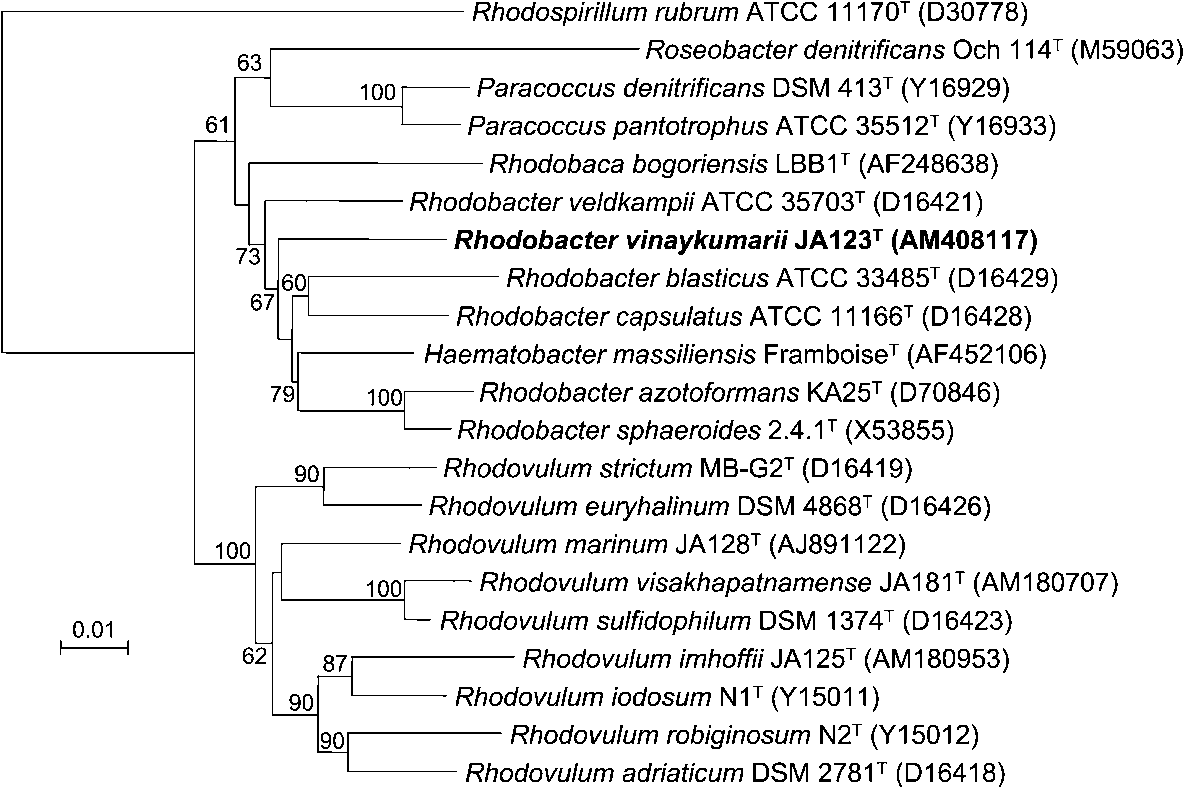 Rhodospirillum rubrum ATCC 11170ᵀ (D30778)
63
Roseobacter denitrificans Och 114ᵀ (M59063)
100
Paracoccus denitrificans DSM 413ᵀ (Y16929)
61
Paracoccus pantotrophus ATCC 35512ᵀ (Y16933)
Rhodobaca bogoriensis LBB1ᵀ (AF248638)
Rhodobacter veldkampii ATCC 35703ᵀ (D16421)
73
Rhodobacter vinaykumarii JA123ᵀ (AM408117)
60
Rhodobacter blasticus ATCC 33485ᵀ (D16429)
67
Rhodobacter capsulatus ATCC 11166ᵀ (D16428)
Haematobacter massiliensis Framboiseᵀ (AF452106)
79
100
Rhodobacter azotoformans KA25ᵀ (D70846)
Rhodobacter sphaeroides 2.4.1ᵀ (X53855)
90
Rhodovulum strictum MB-G2ᵀ (D16419)
Rhodovulum euryhalinum DSM 4868ᵀ (D16426)
100
Rhodovulum marinum JA128ᵀ (AJ891122)
100
Rhodovulum visakhapatnamense JA181ᵀ (AM180707)
Rhodovulum sulfidophilum DSM 1374ᵀ (D16423)
0.01
62
87
Rhodovulum imhoffii JA125ᵀ (AM180953)
90
Rhodovulum iodosum N1ᵀ (Y15011)
90
Rhodovulum robiginosum N2ᵀ (Y15012)
Rhodovulum adriaticum DSM 2781ᵀ (D16418)